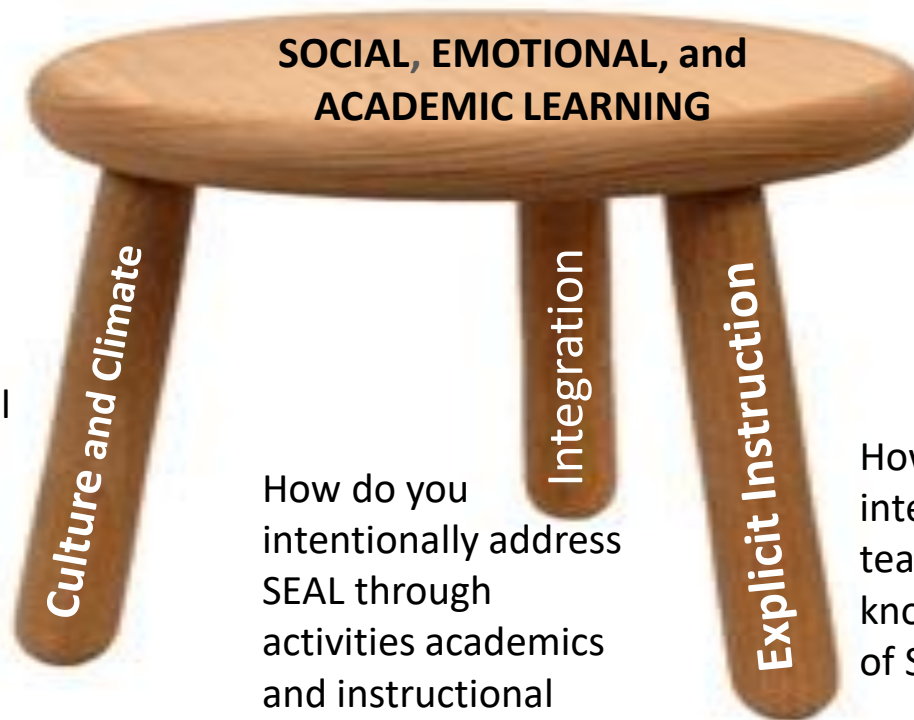 SOCIAL, EMOTIONAL, and
ACADEMIC LEARNING
Culture and Climate
Integration
Explicit Instruction
How do you
intentionally address
SEAL through
activities academics
and instructional
of